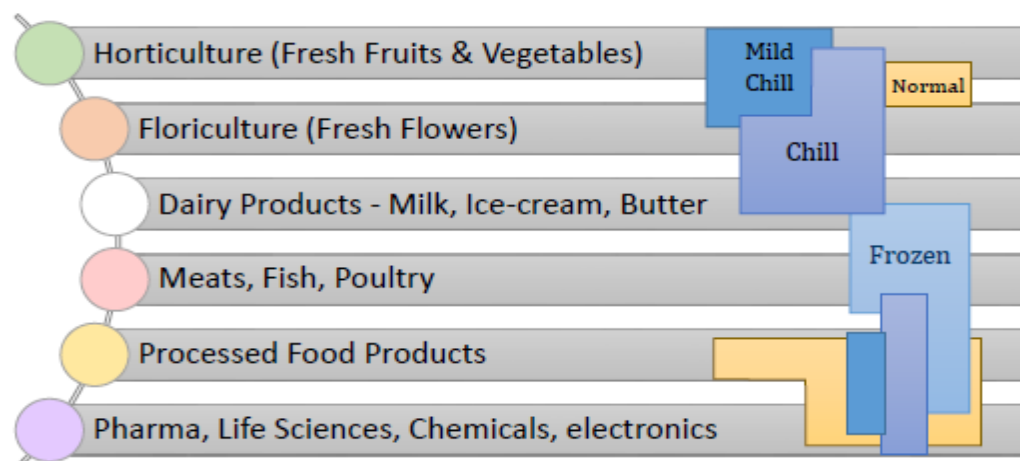 Horticulture (Fresh Fruits & Vegetables)
Mild
Chill
Normal
Floriculture (Fresh Flowers)
Chill
Dairy Products - Milk, Ice-cream, Butter
Frozen
Meats, Fish, Poultry
Processed Food Products
Pharma, Life Sciences, Chemicals, electronics